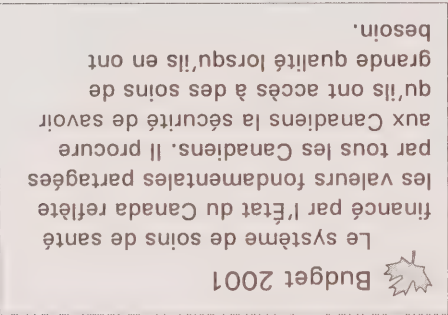 Budget 2001
Le système de soins de santé
financé par l'État du Canada reflète
les valeurs fondamentales partagées
par tous les Canadiens. Il procure
aux Canadiens la sécurité de savoir
qu'ils ont accès à des soins de
grande qualité lorsqu'ils en ont
besoin.